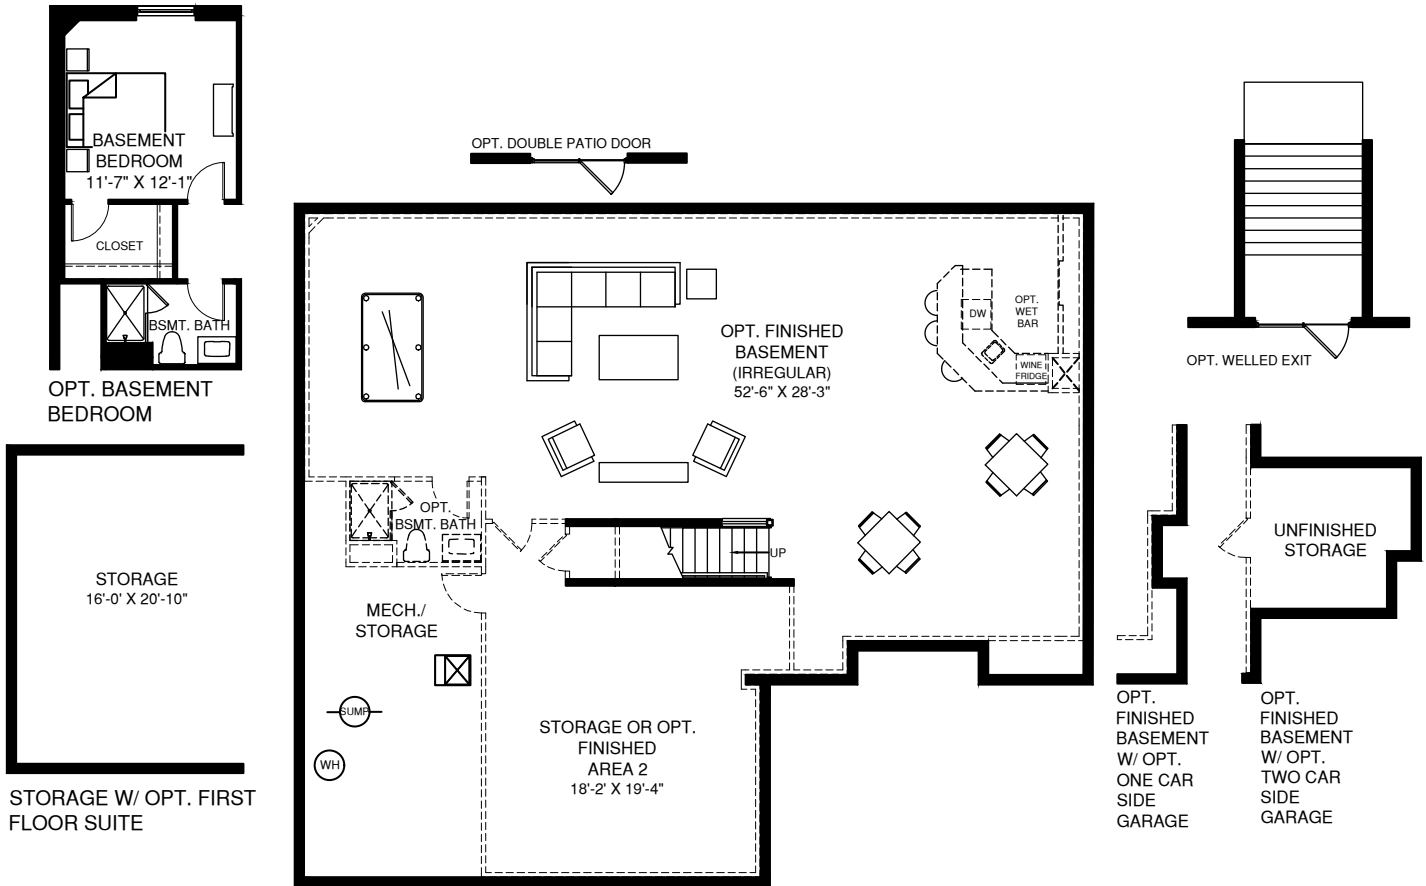 BASEMENT
BEDROOM
11'-7" X 12'-1"
CLOSET
BSMT. BATH
OPT. BASEMENT
BEDROOM
STORAGE
16'-0' X 20'-10"
STORAGE W/ OPT. FIRST
FLOOR SUITE
OPT. DOUBLE PATIO DOOR
OPT. FINISHED
BASEMENT
(IRREGULAR)
52'-6" X 28'-3"
OPT.
WET
BAR
DW
WINE
FRIDGE
OPT.
BSMT. BATH
UP
MECH./
STORAGE
SUMP
WH
STORAGE OR OPT.
FINISHED
AREA 2
18'-2' X 19'-4"
OPT. WELLED EXIT
UNFINISHED
STORAGE
OPT.
FINISHED
BASEMENT
W/ OPT.
ONE CAR
SIDE
GARAGE
OPT.
FINISHED
BASEMENT
W/ OPT.
TWO CAR
SIDE
GARAGE